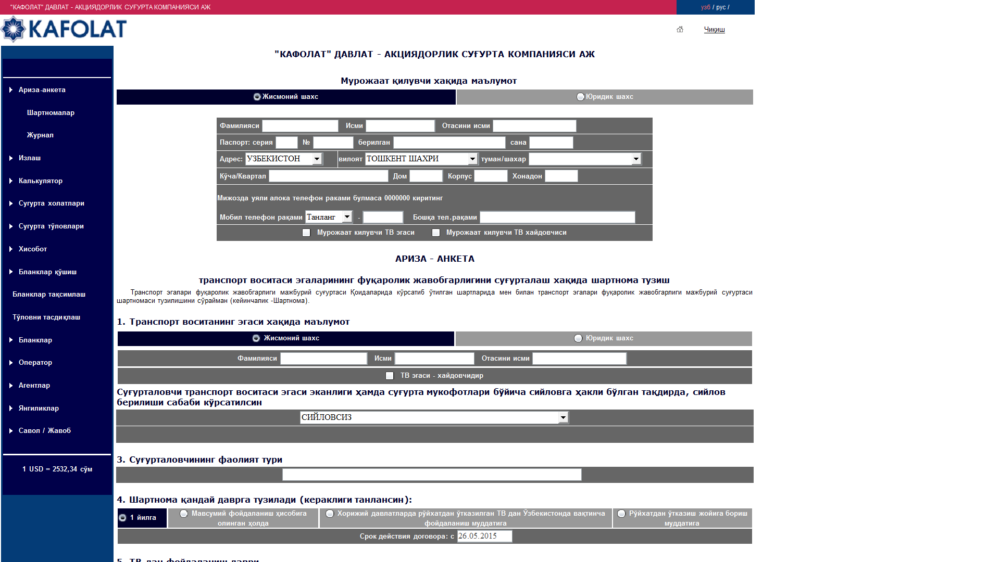 "КАФОЛАТ" ДАВЛАТ - АКЦИЯДОРЛИК СУҒУРТА КОМПАНИЯСИ АЖ
узб / рус /
KAFOLAT
Чиқиш
Ариза-анкета
Шартномалар
Журнал
Излаш
Калькулятор
Суғурта холатлари
Суғурта тўловлари
Хисобот
Бланклар қўшиш
Бланклар тақсимлаш
Тўловни тасдиқлаш
Бланклар
Оператор
Агентлар
Янгиликлар
Савол / Жавоб
1 USD = 2532,34 сўм
"КАФОЛАТ" ДАВЛАТ - АКЦИЯДОРЛИК СУҒУРТА КОМПАНИЯСИ АЖ
Мурожаат қилувчи хақида маълумот
Жисмоний шахс
Юридик шахс
Фамилияси Исми Отасини исми
Паспорт: серия № берилган сана
Адрес: УЗБЕКИСТОН вилоят ТОШКЕНТ ШАХРИ туман/шахар
Кўча/Квартал Дом Корпус Хонадон
Мижозда уяли алока телефон раками булмаса 0000000 киритинг
Мобил телефон рақами Танланг - Бошқа тел.рақами
Мурожаат килувчи ТВ эгаси Мурожаат килувчи ТВ хайдовчиси
АРИЗА - АНКЕТА
транспорт воситаси эгаларининг фуқаролик жавобгарлигини суғурталаш хақида шартнома тузиш
Транспорт эгалари фуқаролик жавобгарлиги мажбурий суғуртаси Қоидаларида кўрсатиб ўтилган шартларида мен билан транспорт эгалари фуқаролик жавобгарлиги мажбурий суғуртаси
шартномаси тузилишини сўрайман (кейинчалик -Шартнома).
1. Транспорт воситанинг эгаси хақида маълумот
Жисмоний шахс
Юридик шахс
Фамилияси Исми Отасини исми
ТВ эгаси - хайдовчидир
Суғурталовчи транспорт воситаси эгаси эканлиги ҳамда суғурта мукофотлари бўйича сийловга ҳақли бўлган тақдирда, сийлов
берилиши сабаби кўрсатилсин
СИЙЛОВСИЗ
3. Суғурталовчининг фаолият тури
4. Шартнома қандай даврга тузилади (кераклиги танлансин):
1 йилга
Мавсумий фойдаланиш ҳисобига
олинган ҳолда
Хорижий давлатларда рўйхатдан ўтказилган ТВ дан Ўзбекистонда вақтинча
фойдаланиш муддатига
Рўйхатдан ўтказиш жойига бориш
муддатига
Срок действия договора: с 26.05.2015
5. ТВ дан фойдаланиш даври